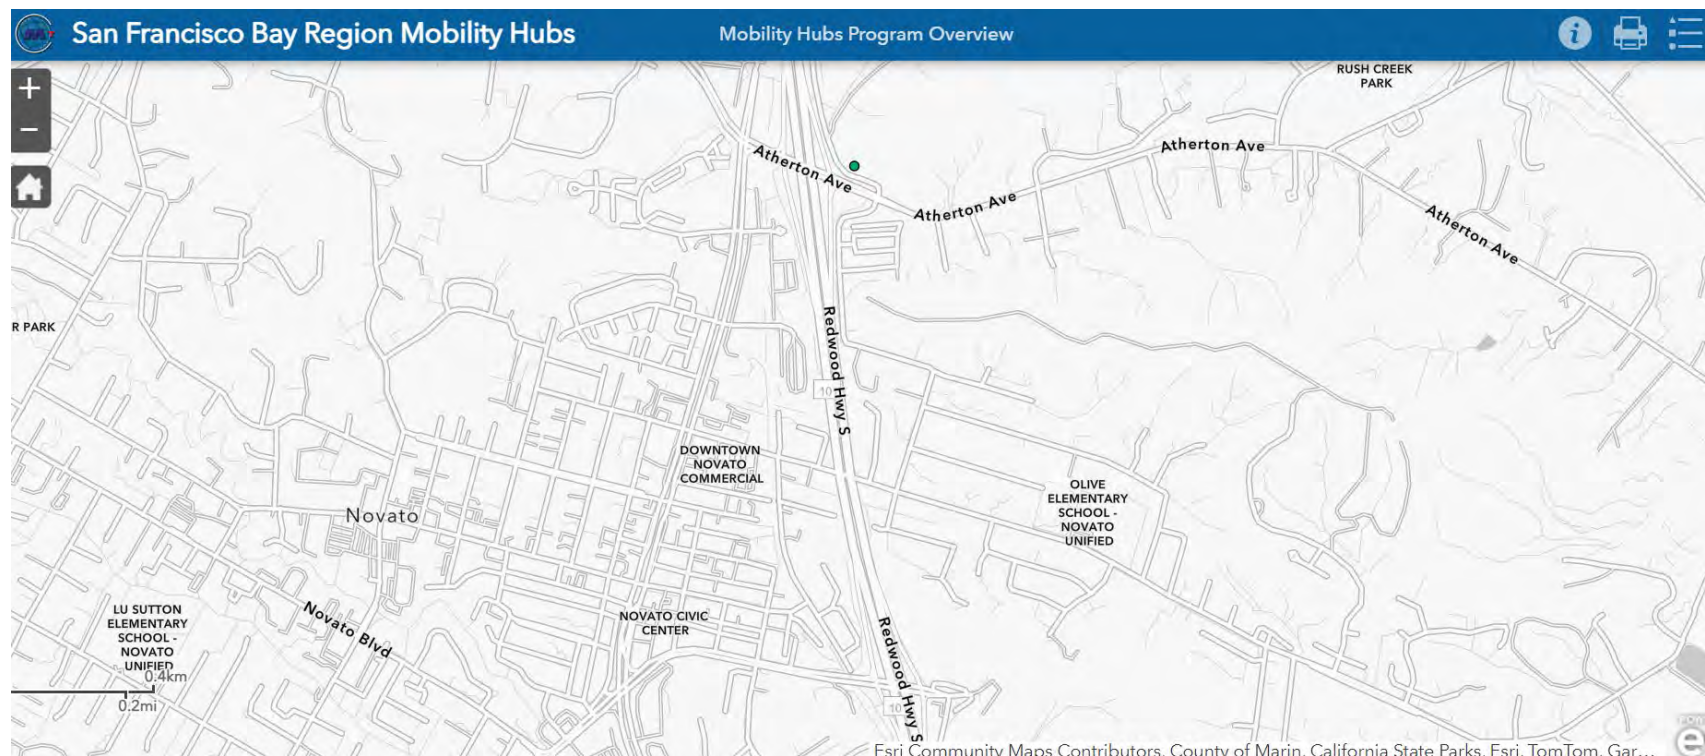 San Francisco Bay Region Mobility Hubs
Mobility Hubs Program Overview
+
−
RUSH CREEK
PARK
Atherton Ave
Atherton Ave
Atherton Ave
Atherton Ave
R PARK
Redwood Hwy S
10
DOWNTOWN
NOVATO
COMMERCIAL
OLIVE
ELEMENTARY
SCHOOL -
NOVATO
UNIFIED
Novato
LU SUTTON
ELEMENTARY
SCHOOL -
NOVATO
UNIFIED
Novato Blvd
NOVATO CIVIC
CENTER
Redwood Hwy S
10
0.4km
0.2mi
Esri Community Maps Contributors, County of Marin, California State Parks, Esri, TomTom, Gar...